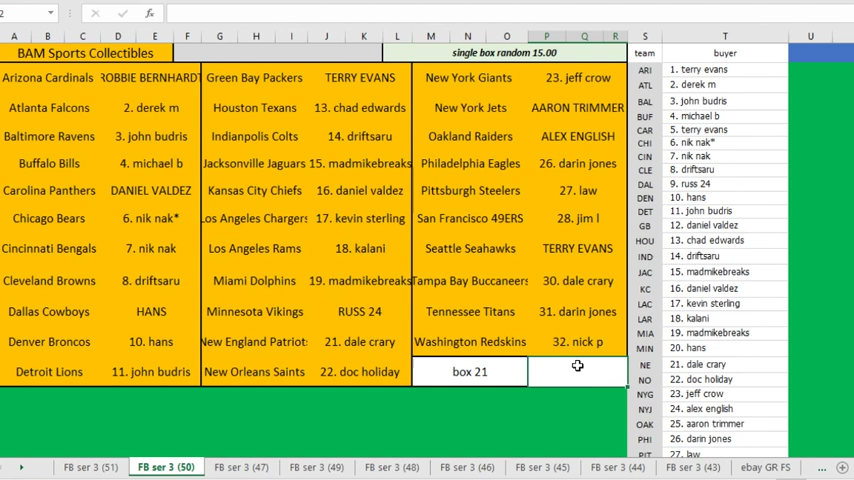 BAM Sports Collectibles
single box random 15.00
team buyer
Arizona Cardinals ROBBIE BERNHARDT Green Bay Packers TERRY EVANS New York Giants 23. jeff crow
Atlanta Falcons 2. derek m Houston Texans 13. chad edwards New York Jets AARON TRIMMER
Baltimore Ravens 3. john budris Indianpolis Colts 14. driftsaru Oakland Raiders ALEX ENGLISH
Buffalo Bills 4. michael b Jacksonville Jaguars 15. madmikebreaks Philadelphia Eagles 26. darin jones
Carolina Panthers DANIEL VALDEZ Kansas City Chiefs 16. daniel valdez Pittsburgh Steelers 27. law
Chicago Bears 6. nik nak* Los Angeles Chargers 17. kevin sterling San Francisco 49ERS 28. jim l
Cincinnati Bengals 7. nik nak Los Angeles Rams 18. kalani Seattle Seahawks TERRY EVANS
Cleveland Browns 8. driftsaru Miami Dolphins 19. madmikebreaks Tampa Bay Buccaneers 30. dale crary
Dallas Cowboys HANS Minnesota Vikings RUSS 24 Tennessee Titans 31. darin jones
Denver Broncos 10. hans New England Patriots 21. dale crary Washington Redskins 32. nick p
Detroit Lions 11. john budris New Orleans Saints 22. doc holiday box 21
ARI 1. terry evans
ATL 2. derek m
BAL 3. john budris
BUF 4. michael b
CAR 5. terry evans
CHI 6. nik nak*
CIN 7. nik nak
CLE 8. driftsaru
DAL 9. russ 24
DEN 10. hans
DET 11. john budris
GB 12. daniel valdez
HOU 13. chad edwards
IND 14. driftsaru
JAC 15. madmikebreaks
KC 16. daniel valdez
LAC 17. kevin sterling
LAR 18. kalani
MIA 19. madmikebreaks
MIN 20. hans
NE 21. dale crary
NO 22. doc holiday
NYG 23. jeff crow
NYJ 24. alex english
OAK 25. aaron trimmer
PHI 26. darin jones
PIT 27. law
2 fx
A B C D E F G H I J K L M N O P Q R S T U
FB ser 3 (51) FB ser 3 (50) FB ser 3 (47) FB ser 3 (49) FB ser 3 (48) FB ser 3 (46) FB ser 3 (45) FB ser 3 (44) FB ser 3 (43) ebay GR FS ...